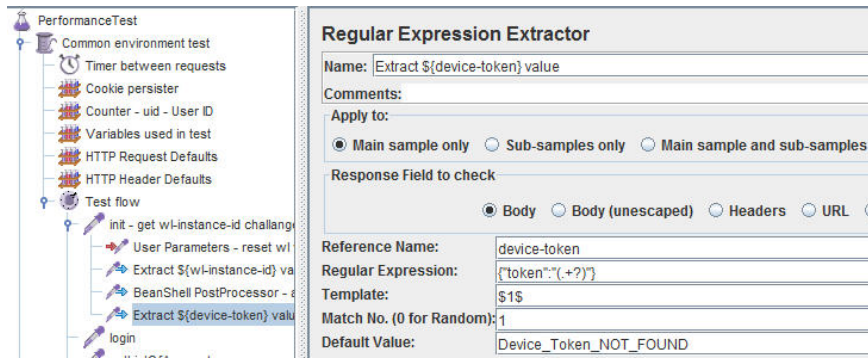 PerformanceTest
Common environment test
Timer between requests
Cookie persister
Counter - uid - User ID
Variables used in test
HTTP Request Defaults
HTTP Header Defaults
Test flow
init - get wl-instance-id challange
User Parameters - reset wl
Extract ${wl-instance-id} va
BeanShell PostProcessor - a
Extract ${device-token} valu
login
Regular Expression Extractor
Name: Extract ${device-token} value
Comments:
Apply to:
Main sample only Sub-samples only Main sample and sub-samples
Response Field to check
Body Body (unescaped) Headers URL
Reference Name: device-token
Regular Expression: {"token":"(.+?)"}
Template: $1$
Match No. (0 for Random): 1
Default Value: Device_Token_NOT_FOUND